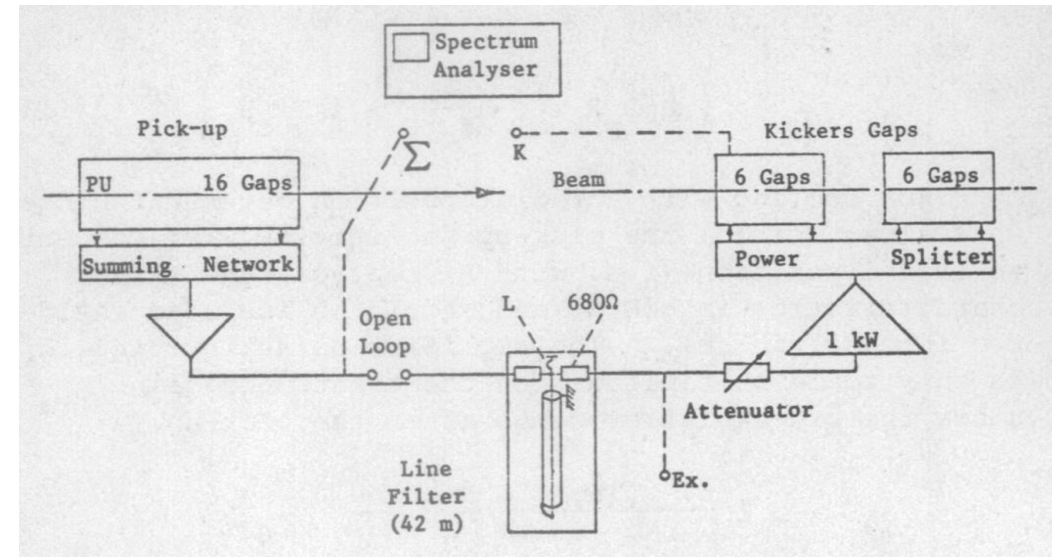 Spectrum
Analyser
Pick-up
Σ
K
Kickers Gaps
PU 16 Gaps
Beam
6 Gaps
6 Gaps
Summing Network
Power Splitter
Open
Loop
L
680Ω
1 kW
Attenuator
Line
Filter
(42 m)
Ex.